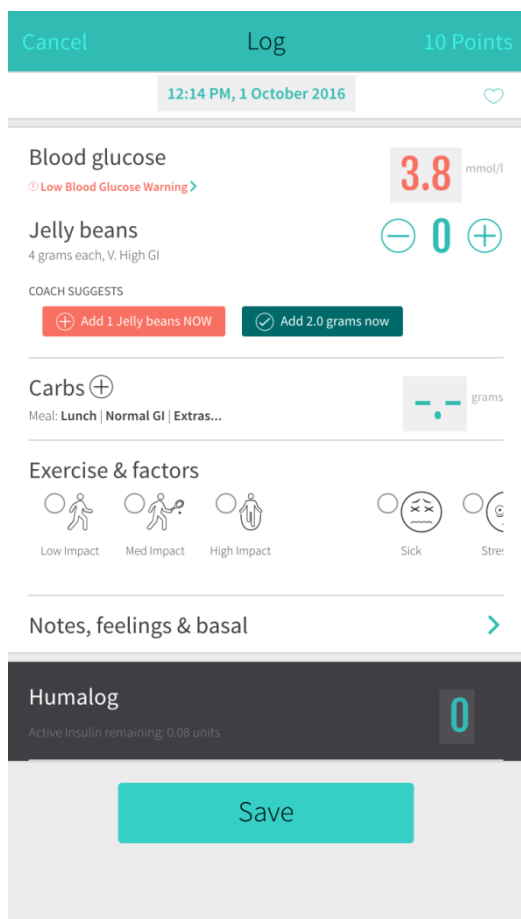 Cancel Log 10 Points
12:14 PM, 1 October 2016
Blood glucose 3.8 mmol/l
Low Blood Glucose Warning
Jelly beans 0
4 grams each, V. High GI
COACH SUGGESTS
Add 1 Jelly beans NOW Add 2.0 grams now
Carbs -.- grams
Meal: Lunch | Normal GI | Extras...
Exercise & factors
Low Impact Med Impact High Impact Sick Stres
Notes, feelings & basal
Humalog 0
Active Insulin remaining: 0.08 units
Save